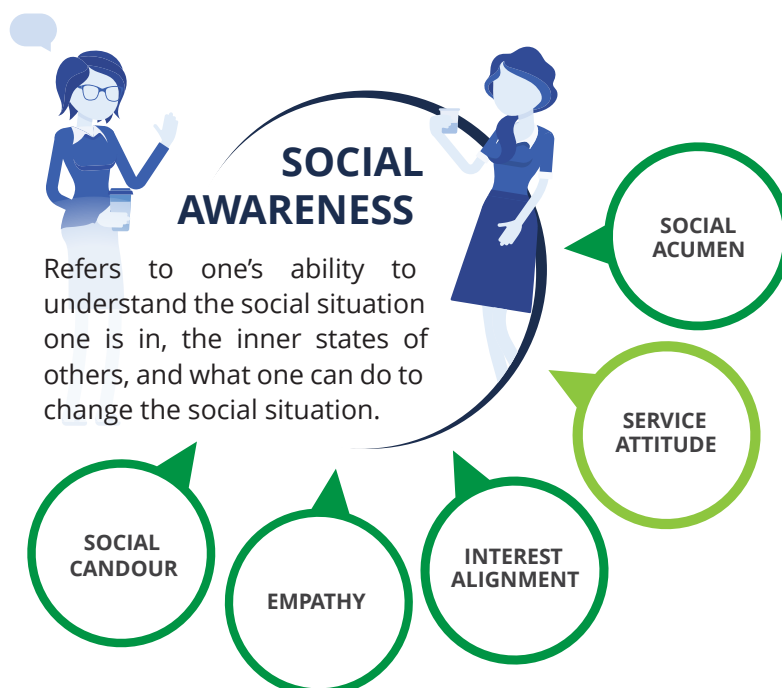 SOCIAL
AWARENESS
Refers to one’s ability to
understand the social situation
one is in, the inner states of
others, and what one can do to
change the social situation.
SOCIAL
ACUMEN
SERVICE
ATTITUDE
INTEREST
ALIGNMENT
EMPATHY
SOCIAL
CANDOUR